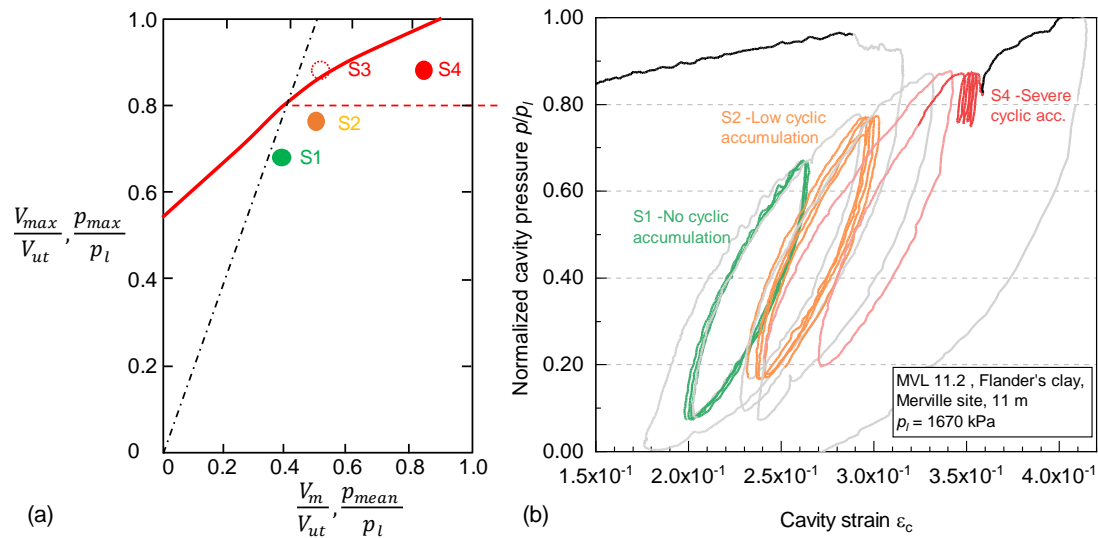 1.0
0.8
0.6
0.4
0.2
0
0
0.2
0.4
0.6
0.8
1.0
S3
S4
S2
S1
V_max/V_ut, p_max/p_l
V_m/V_ut, p_mean/p_l
(a)
1.00
0.80
0.60
0.40
0.20
0.00
Normalized cavity pressure p/p_l
S4 -Severe
cyclic acc.
S2 -Low cyclic
accumulation
S1 -No cyclic
accumulation
MVL 11.2 , Flander's clay,
Merville site, 11 m
p_l = 1670 kPa
1.5x10⁻¹
2.0x10⁻¹
2.5x10⁻¹
3.0x10⁻¹
3.5x10⁻¹
4.0x10⁻¹
Cavity strain ε_c
(b)